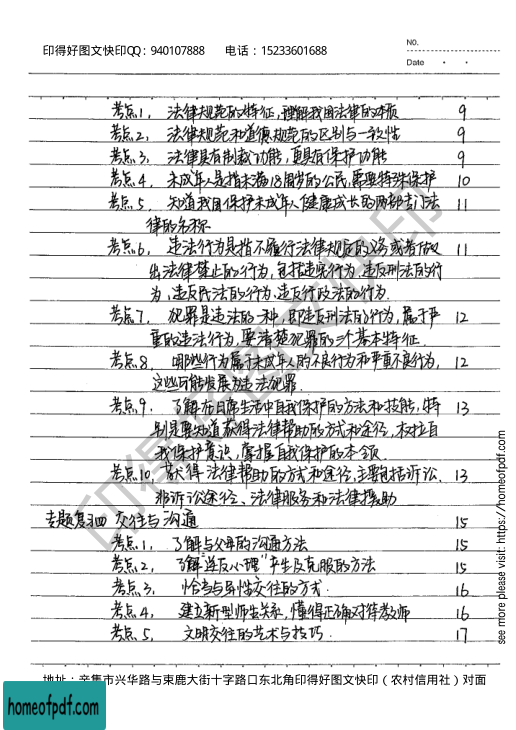 印得好图文快印QQ：940107888 电话：15233601688
NO.
Date
考点1、法律规范的特征,理解我国法律的本质 9
考点2、法律规范和道德规范的区别与一致性 9
考点3、法律具有制裁功能,更具有保护功能 9
考点4、未成年人是指未满18周岁的公民,需要特殊保护 10
考点5、知道我国保护未成年人健康成长的两部专门法 11
律的名称
考点6、违法行为是指不履行法律规定的义务或者做 11
出法律禁止的行为,包括违宪行为、违反刑法的行
为、违反民法的行为、违反行政法的行为.
考点7、犯罪是违法的一种,即违反刑法的行为,属于严 12
重的违法行为,要清楚犯罪的三个基本特征.
考点8、哪些行为属于未成年人的不良行为和严重不良行为, 12
这些可能发展为违法犯罪.
考点9、了解在日常生活中自我保护的方法和技能,特 13
别是要知道获得法律帮助的方式和途径,树立自
我保护意识,掌握自我保护的本领.
考点10、获得法律帮助的方式和途径,主要包括诉讼、 13
非诉讼途径、法律服务和法律援助
专题复习四 交往与沟通 15
考点1、了解与父母的沟通方法 15
考点2、了解"逆反心理"产生及克服的方法 15
考点3、恰当与异性交往的方式. 16
考点4、建立新型师生关系,懂得正确对待教师 16
考点5、文明交往的艺术与技巧. 17
地址：辛集市兴华路与束鹿大街十字路口东北角印得好图文快印（农村信用社）对面
印得好图文快印
see more please visit: https://homeofpdf.com
homeofpdf.com